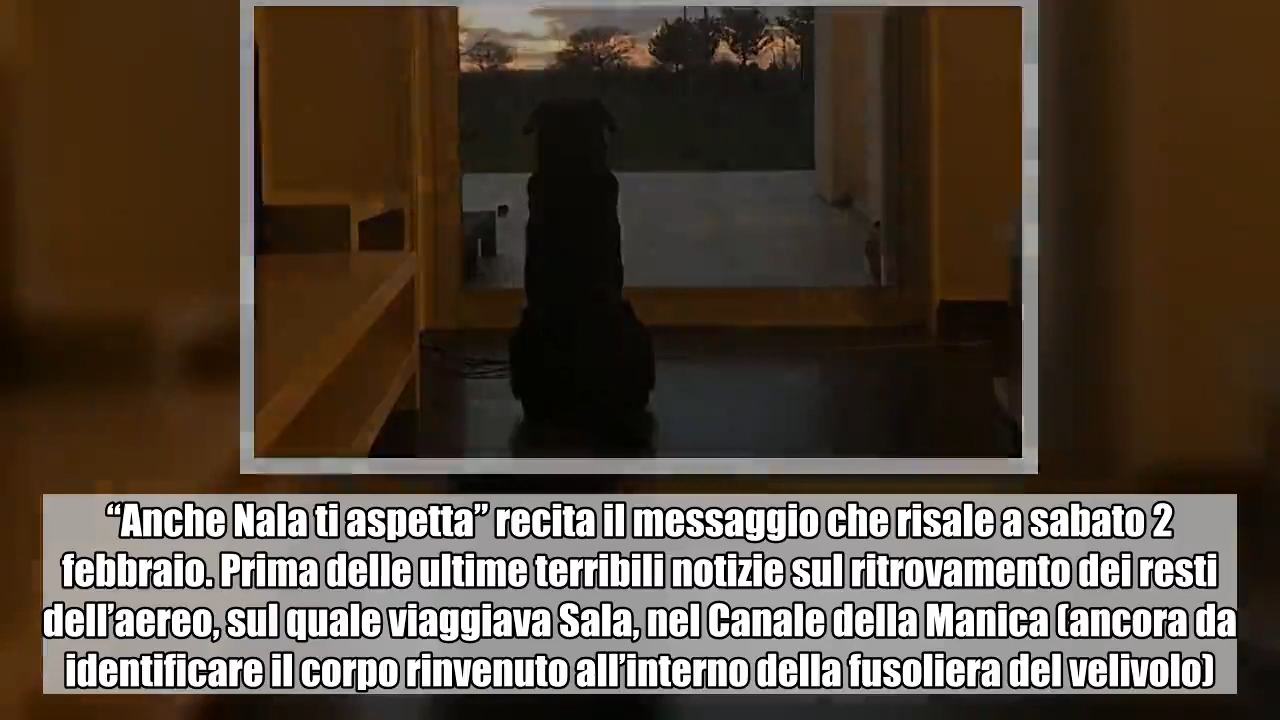 “Anche Nala ti aspetta” recita il messaggio che risale a sabato 2
febbraio. Prima delle ultime terribili notizie sul ritrovamento dei resti
dell’aereo, sul quale viaggiava Sala, nel Canale della Manica (ancora da
identificare il corpo rinvenuto all’interno della fusoliera del velivolo)